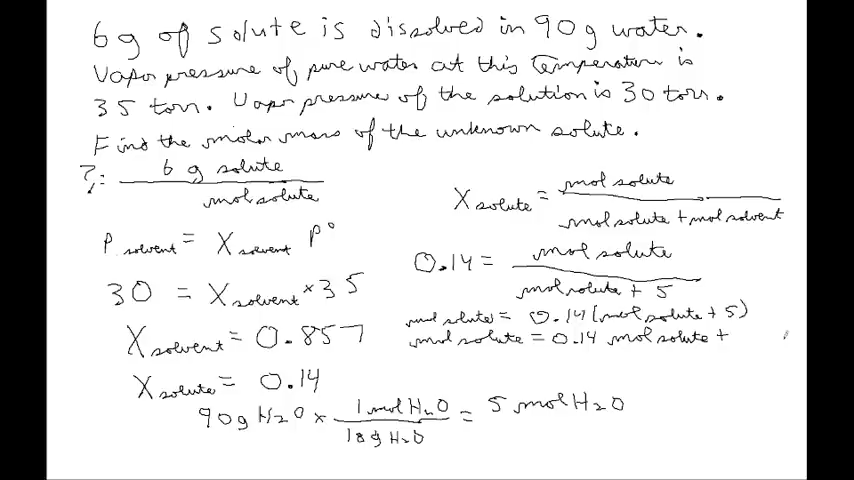 6g of solute is dissolved in 90g water.
Vapor pressure of pure water at this temperature is
35 torr. Vapor pressure of the solution is 30 torr.
Find the molar mass of the unknown solute.
? = 6 g solute / mol solute
P solvent = X solvent P°
30 = X solvent × 35
X solvent = 0.857
X solute = 0.14
90g H2O × 1 mol H2O / 18g H2O = 5 mol H2O
X solute = mol solute / mol solute + mol solvent
0.14 = mol solute / mol solute + 5
mol solute = 0.14 (mol solute + 5)
mol solute = 0.14 mol solute +